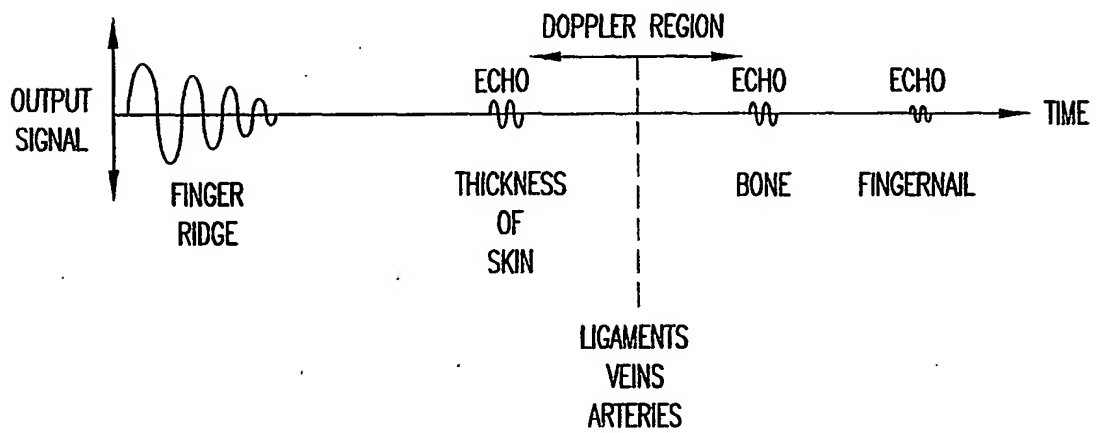 DOPPLER REGION
OUTPUT
SIGNAL
ECHO
ECHO
ECHO
TIME
FINGER
RIDGE
THICKNESS
OF
SKIN
BONE
FINGERNAIL
LIGAMENTS
VEINS
ARTERIES